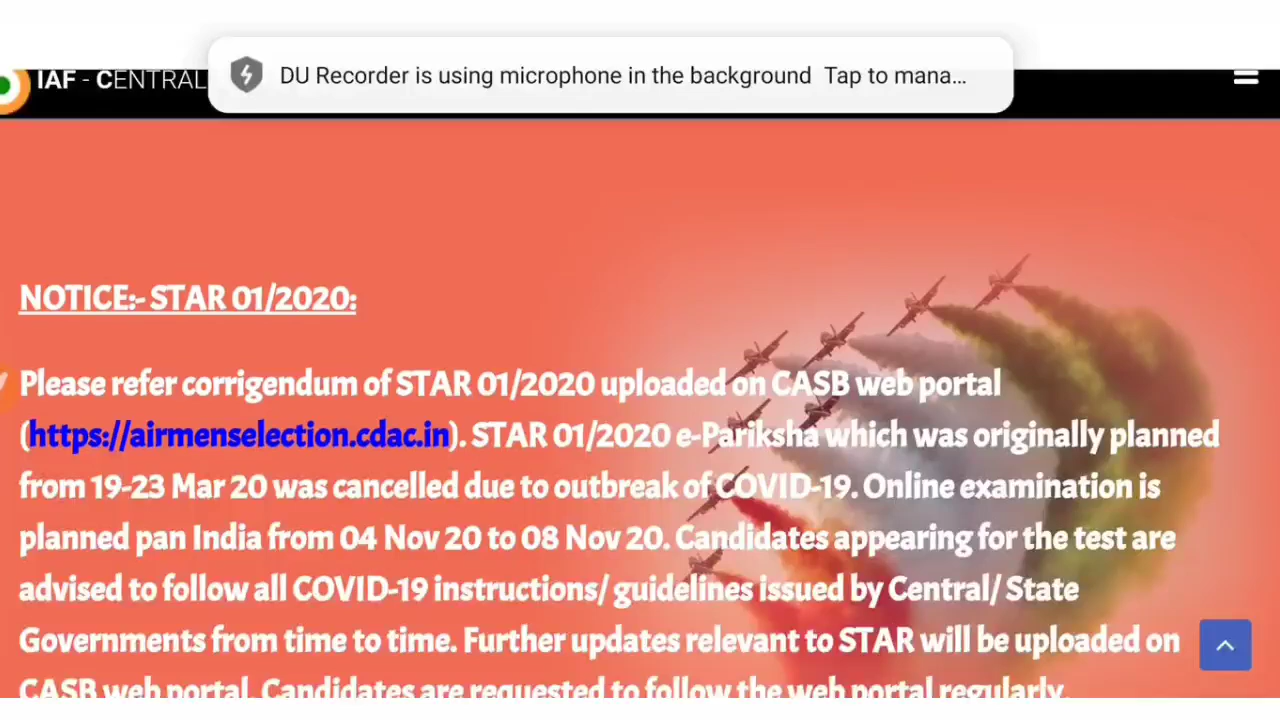 IAF - CENTRAL
DU Recorder is using microphone in the background Tap to mana...
NOTICE:- STAR 01/2020:
Please refer corrigendum of STAR 01/2020 uploaded on CASB web portal
(https://airmenselection.cdac.in). STAR 01/2020 e-Pariksha which was originally planned
from 19-23 Mar 20 was cancelled due to outbreak of COVID-19. Online examination is
planned pan India from 04 Nov 20 to 08 Nov 20. Candidates appearing for the test are
advised to follow all COVID-19 instructions/ guidelines issued by Central/ State
Governments from time to time. Further updates relevant to STAR will be uploaded on
CASB web portal. Candidates are requested to follow the web portal regularly.